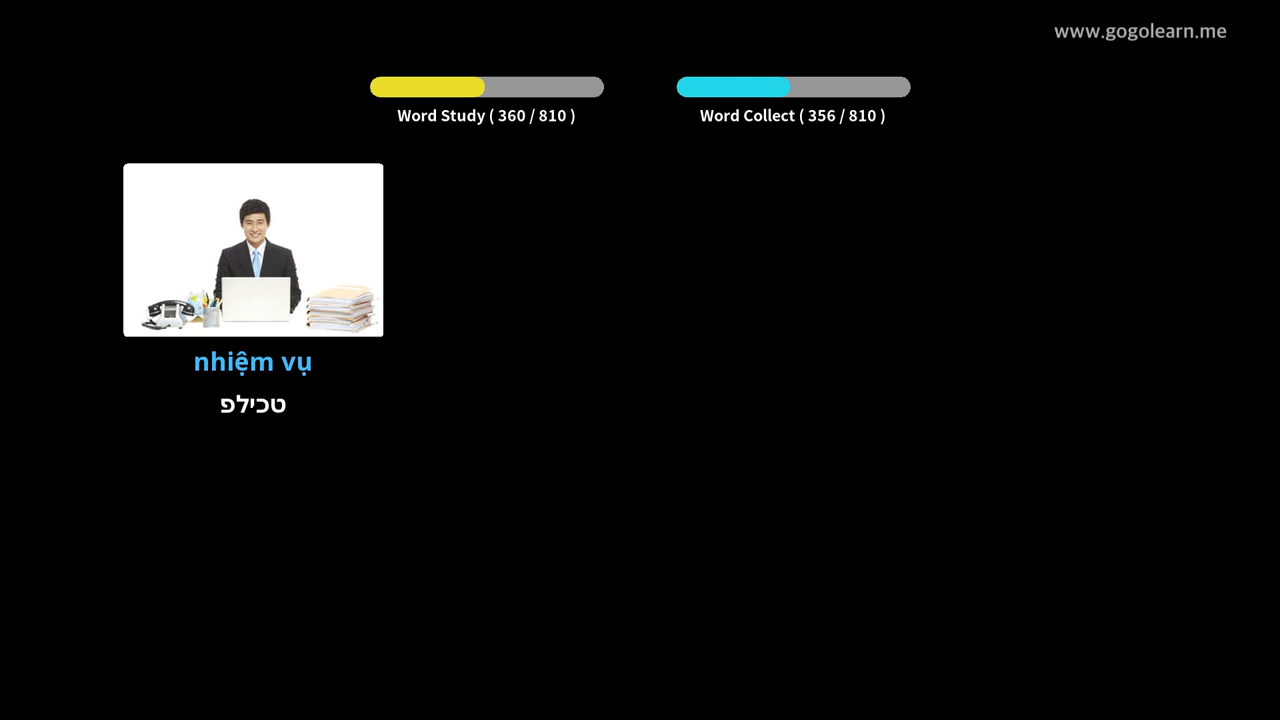 www.gogolearn.me
Word Study ( 360 / 810 )
Word Collect ( 356 / 810 )
nhiệm vụ
טכילפ